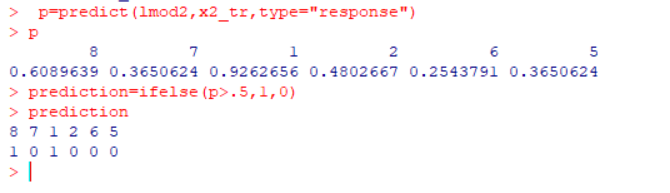 >  p=predict(lmod2,x2_tr,type="response")
> p
        8         7         1         2         6         5
0.6089639 0.3650624 0.9262656 0.4802667 0.2543791 0.3650624
> prediction=ifelse(p>.5,1,0)
> prediction
8 7 1 2 6 5
1 0 1 0 0 0
>